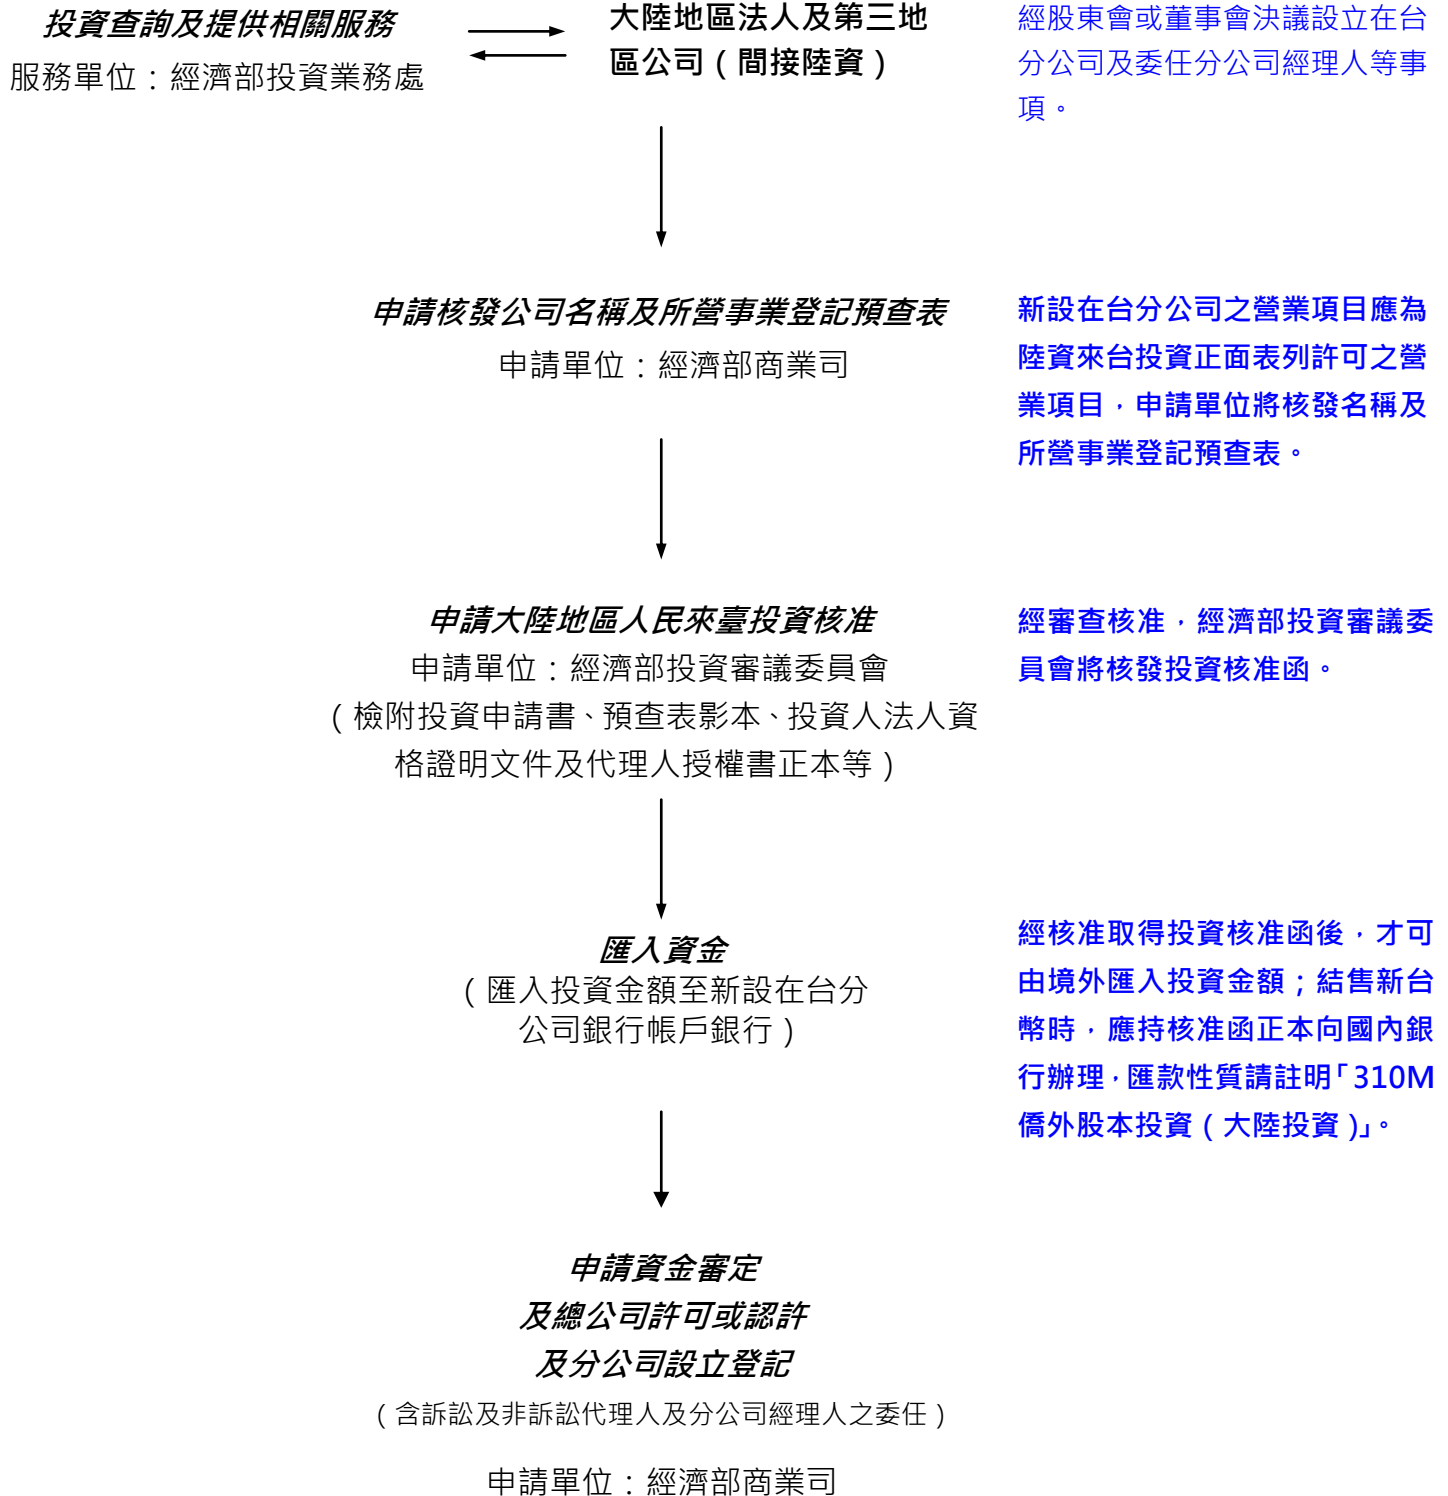 投資查詢及提供相關服務
服務單位：經濟部投資業務處
大陸地區法人及第三地
區公司（間接陸資）
經股東會或董事會決議設立在台
分公司及委任分公司經理人等事
項。
申請核發公司名稱及所營事業登記預查表
申請單位：經濟部商業司
新設在台分公司之營業項目應為
陸資來台投資正面表列許可之營
業項目，申請單位將核發名稱及
所營事業登記預查表。
申請大陸地區人民來臺投資核准
申請單位：經濟部投資審議委員會
（檢附投資申請書、預查表影本、投資人法人資
格證明文件及代理人授權書正本等）
經審查核准，經濟部投資審議委
員會將核發投資核准函。
匯入資金
（匯入投資金額至新設在台分
公司銀行帳戶銀行）
經核准取得投資核准函後，才可
由境外匯入投資金額；結售新台
幣時，應持核准函正本向國內銀
行辦理，匯款性質請註明「310M
僑外股本投資（大陸投資）」。
申請資金審定
及總公司許可或認許
及分公司設立登記
（含訴訟及非訴訟代理人及分公司經理人之委任）
申請單位：經濟部商業司